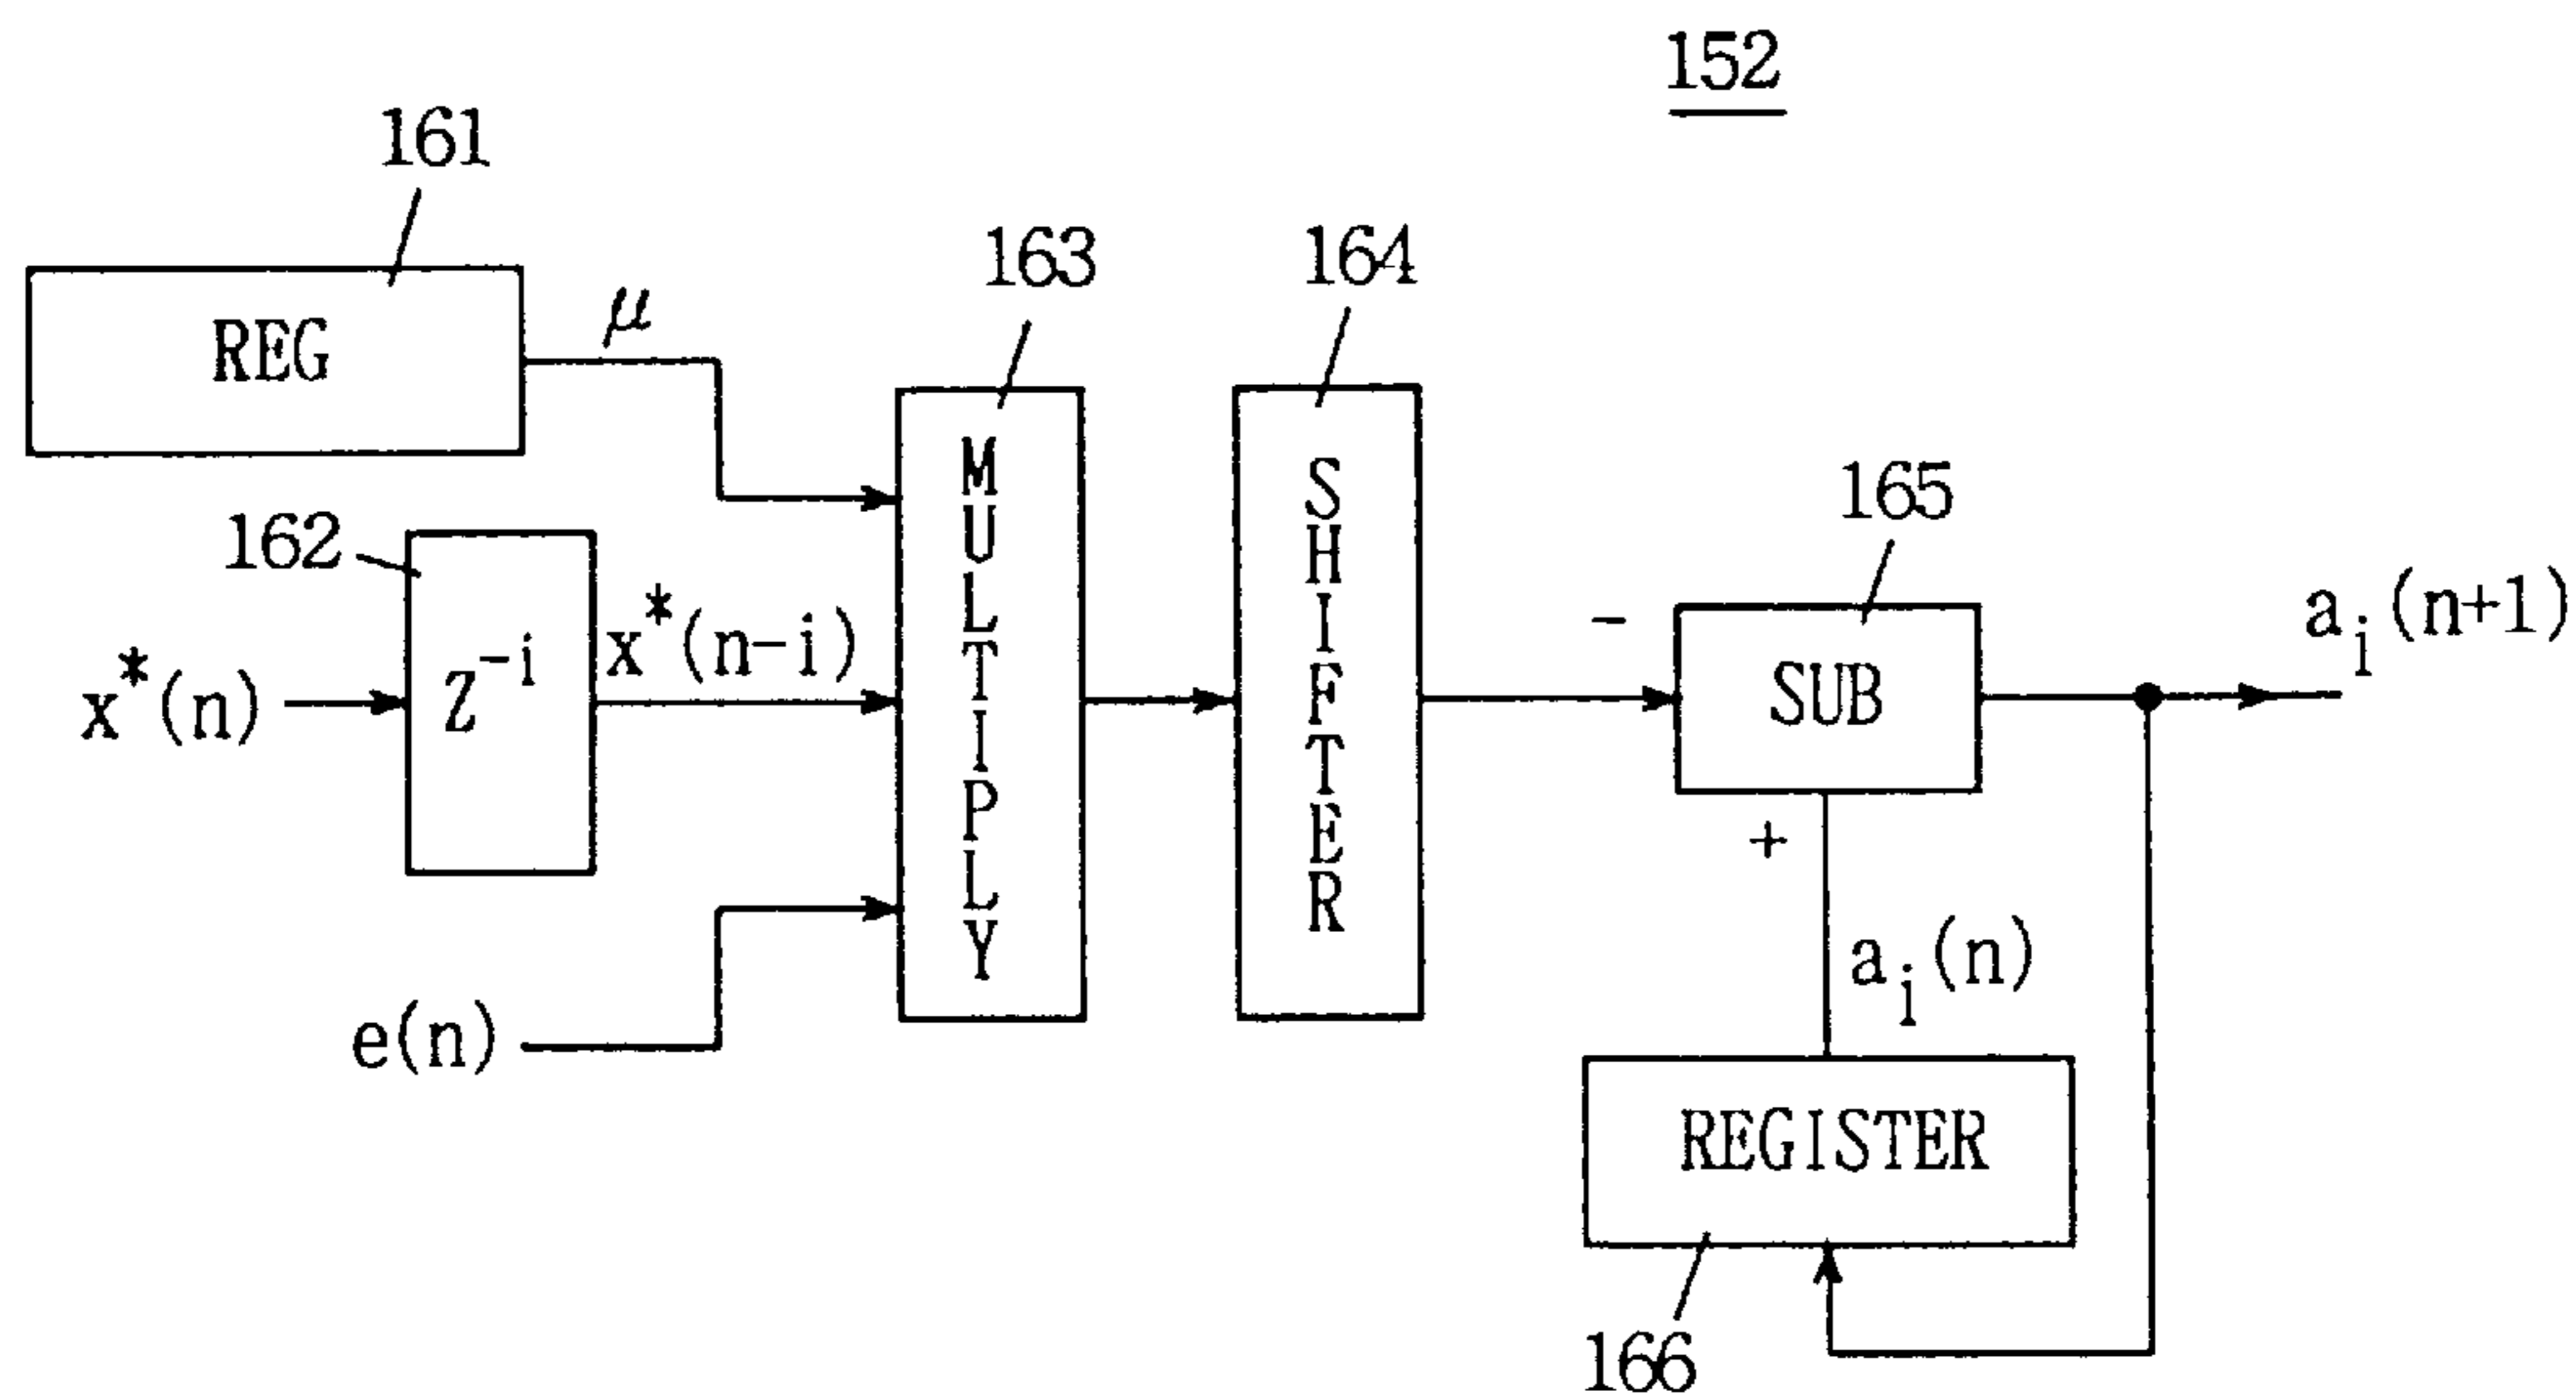 152
161
REG
μ
163
164
MULTIPLY
SHIFTER
162
Z^-i
x*(n)
x*(n-i)
e(n)
165
-
SUB
+
a_i(n+1)
a_i(n)
REGISTER
166